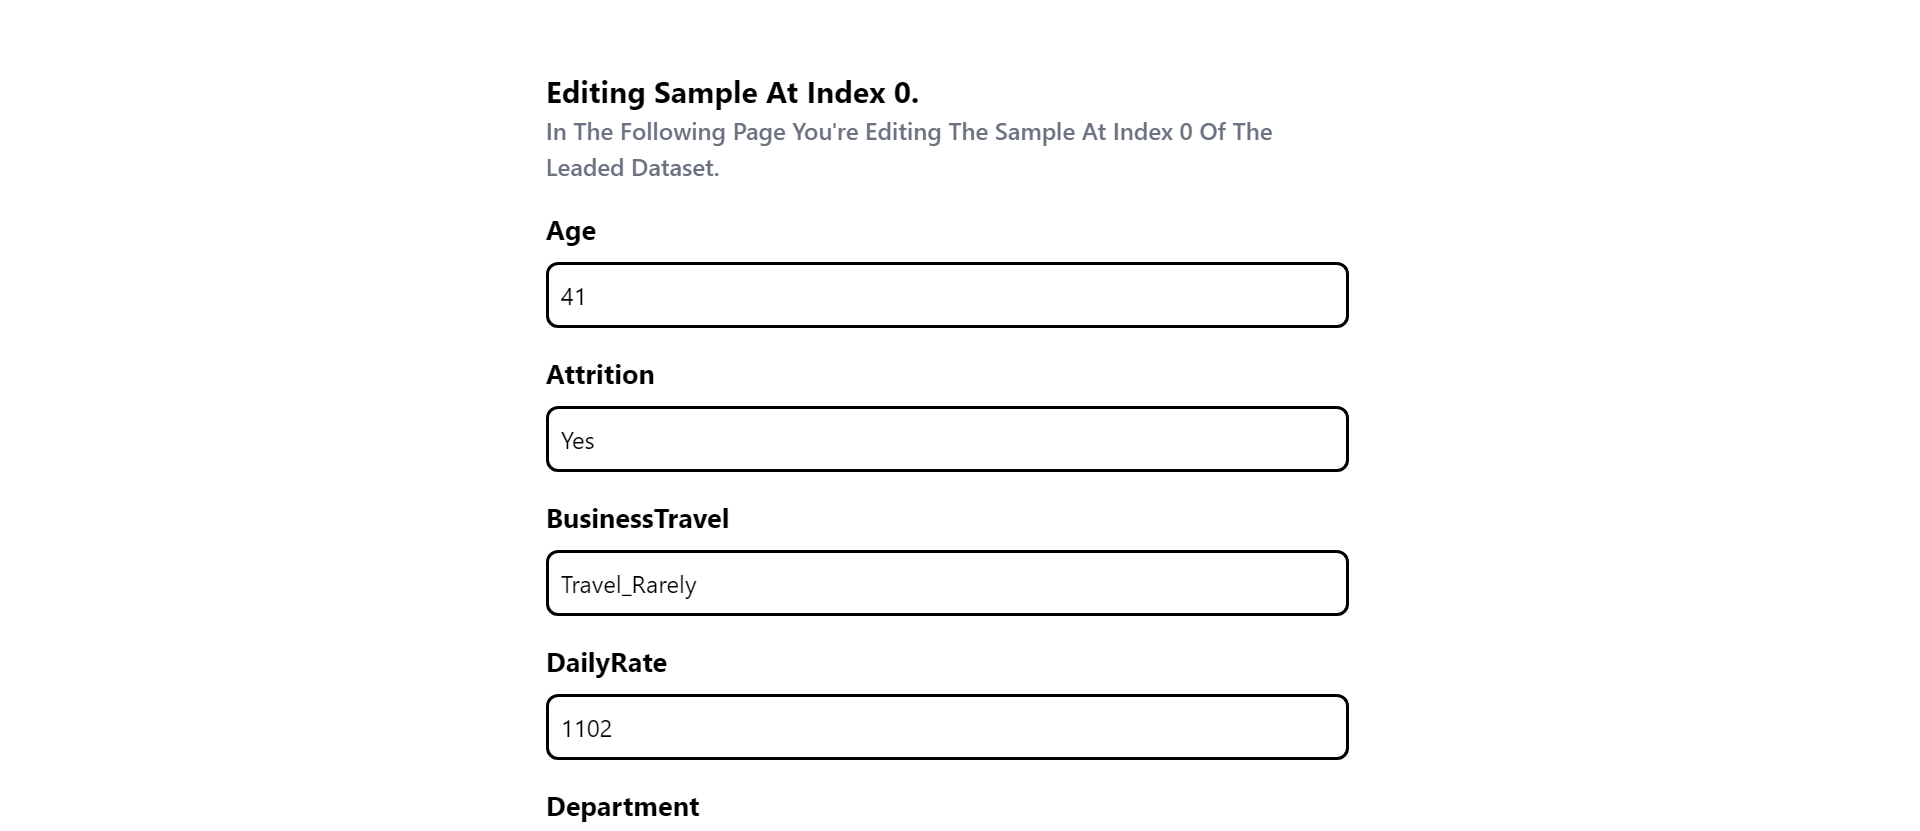 Editing Sample At Index 0.
In The Following Page You're Editing The Sample At Index 0 Of The
Leaded Dataset.
Age
41
Attrition
Yes
BusinessTravel
Travel_Rarely
DailyRate
1102
Department